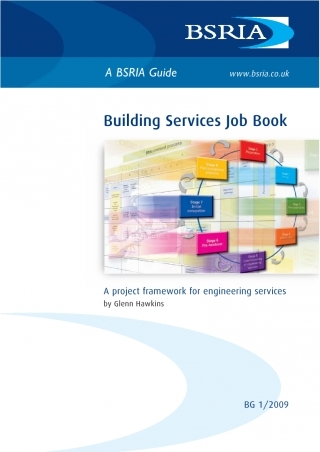 BSRIA
A BSRIA Guide
www.bsria.co.uk
Building Services Job Book
A project framework for engineering services
by Glenn Hawkins
BG 1/2009